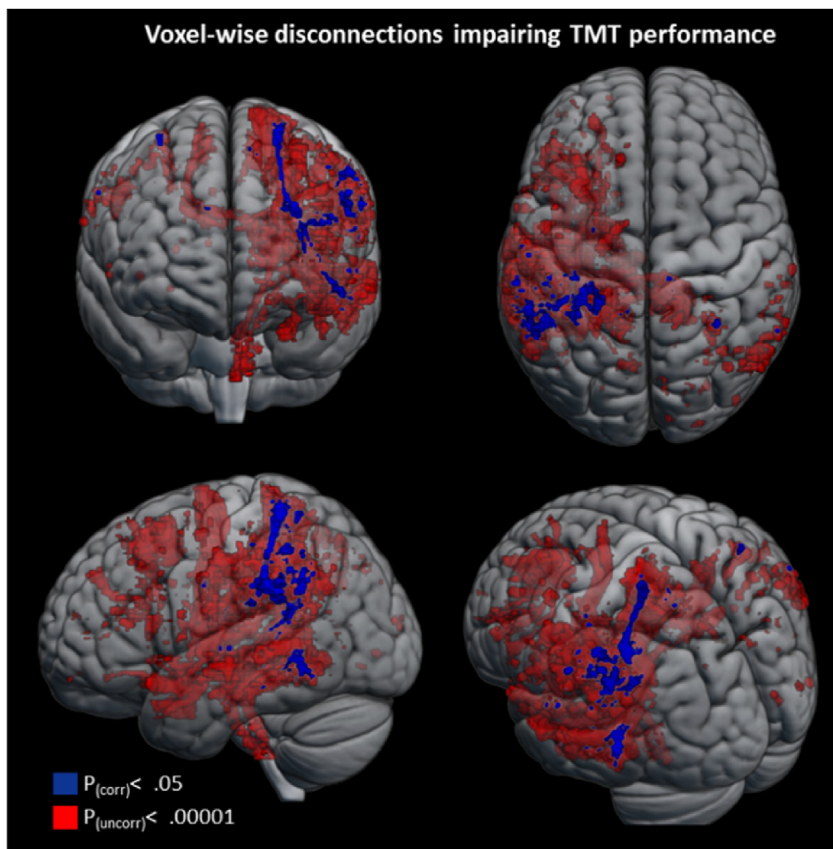 Voxel-wise disconnections impairing TMT performance
P(corr)< .05
P(uncorr)< .00001